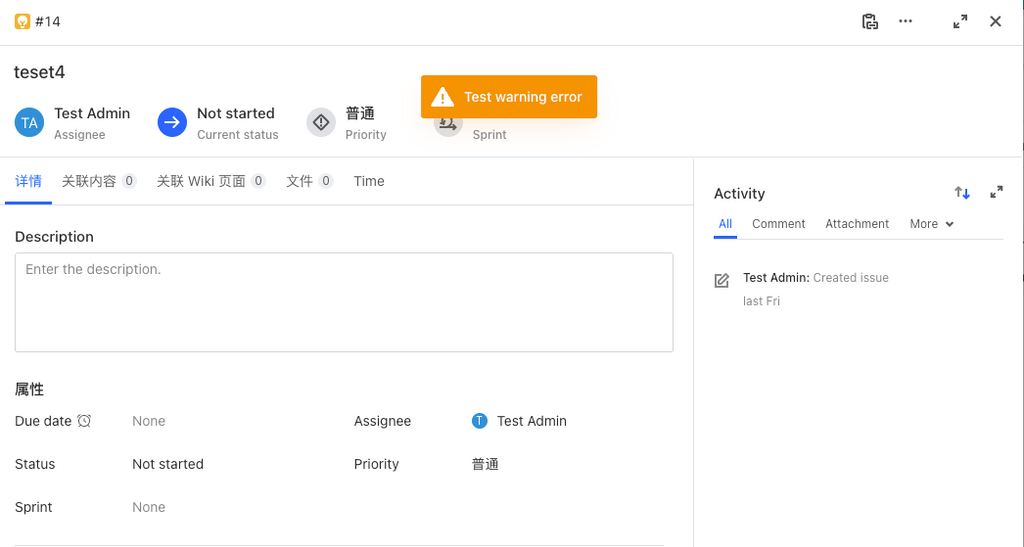 #14
teset4
Test warning error
TA
Test Admin
Assignee
Not started
Current status
普通
Priority
Sprint
详情
关联内容 0
关联 Wiki 页面 0
文件 0
Time
Description
Enter the description.
属性
Due date None
Assignee T Test Admin
Status Not started
Priority 普通
Sprint None
Activity
All Comment Attachment More
Test Admin: Created issue
last Fri